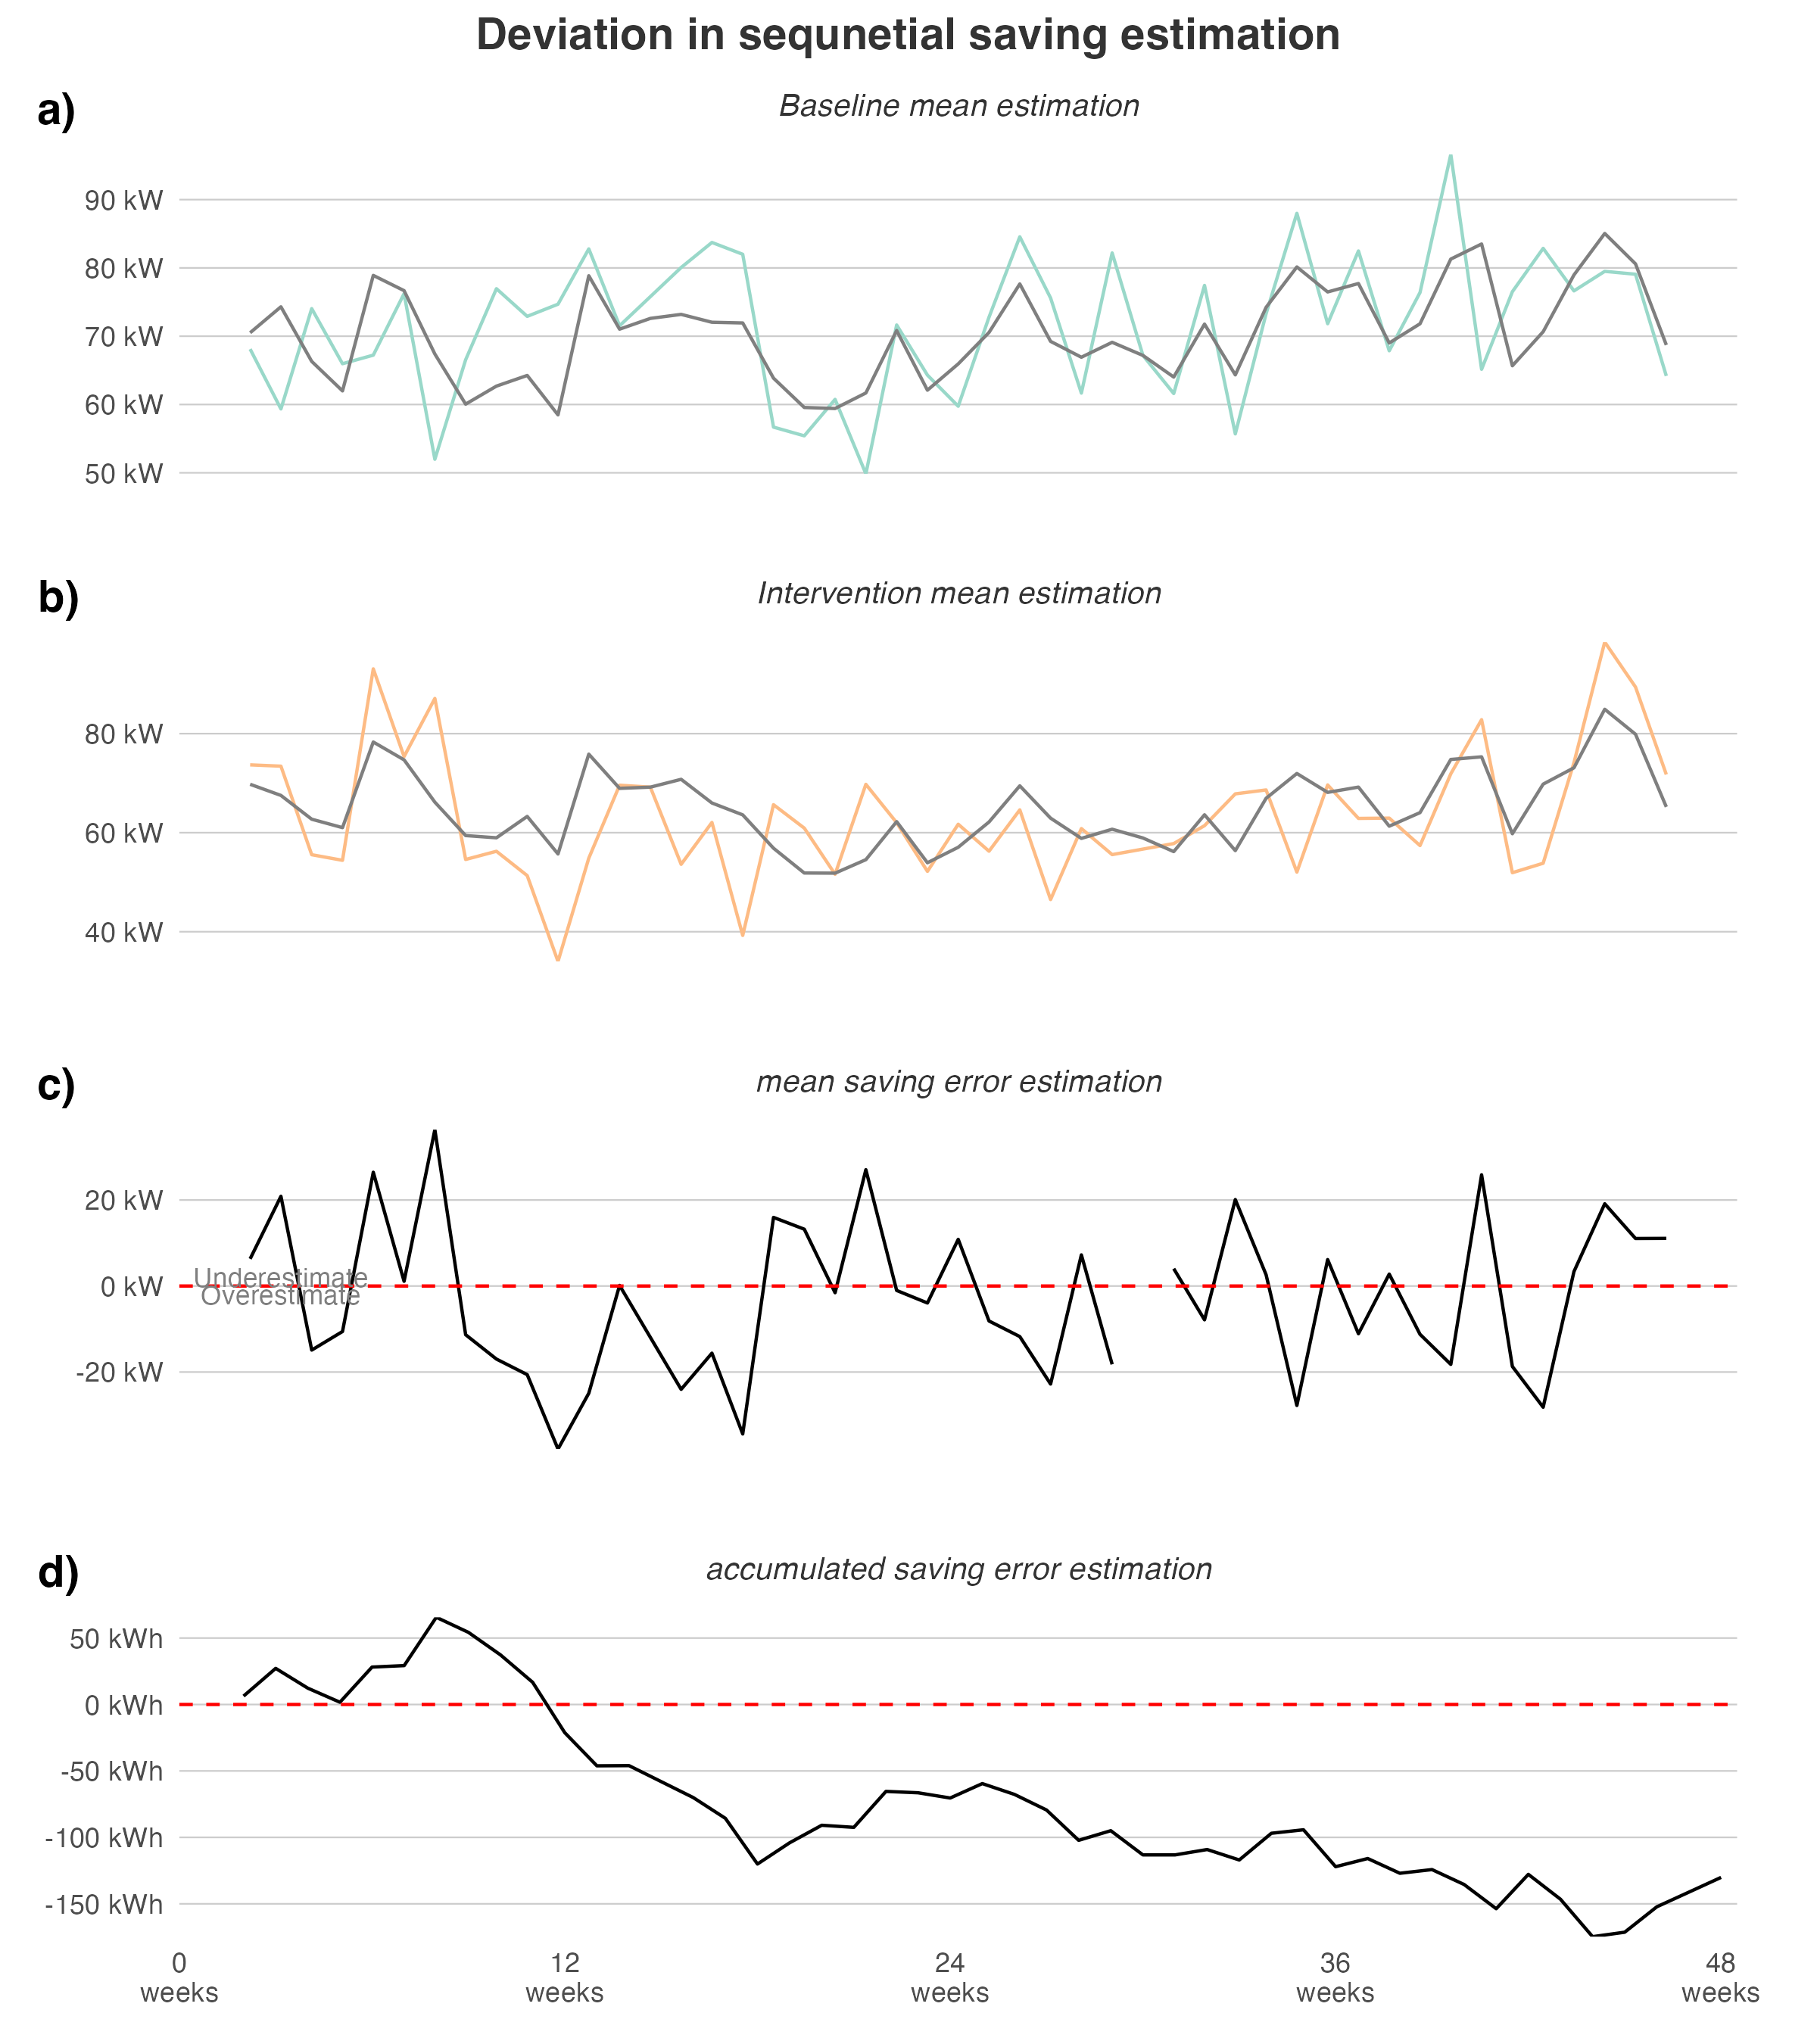 Deviation in sequnetial saving estimation
a)
Baseline mean estimation
90 kW
80 kW
70 kW
60 kW
50 kW
b)
Intervention mean estimation
80 kW
60 kW
40 kW
c)
mean saving error estimation
20 kW
0 kW
-20 kW
Underestimate
Overestimate
d)
accumulated saving error estimation
50 kWh
0 kWh
-50 kWh
-100 kWh
-150 kWh
0 12 24 36 48
weeks weeks weeks weeks weeks